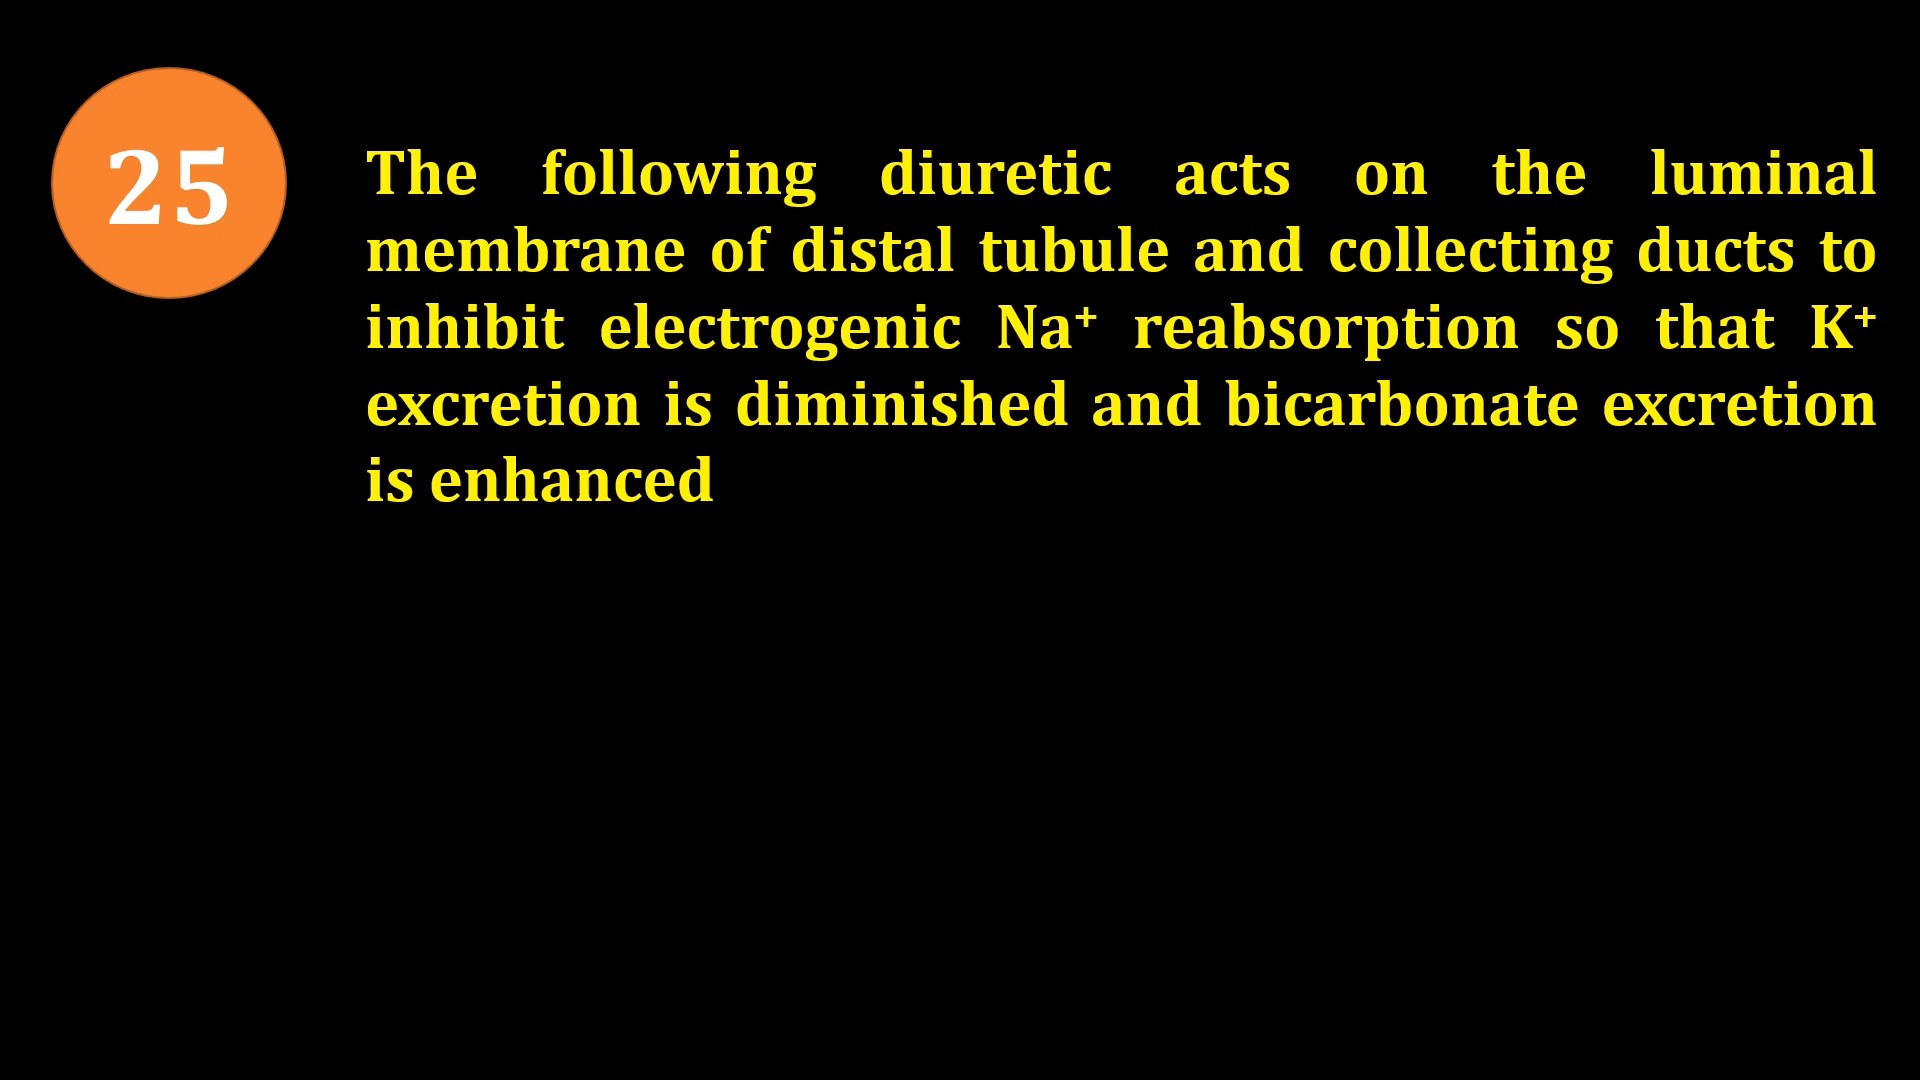 25
The following diuretic acts on the luminal
membrane of distal tubule and collecting ducts to
inhibit electrogenic Na⁺ reabsorption so that K⁺
excretion is diminished and bicarbonate excretion
is enhanced